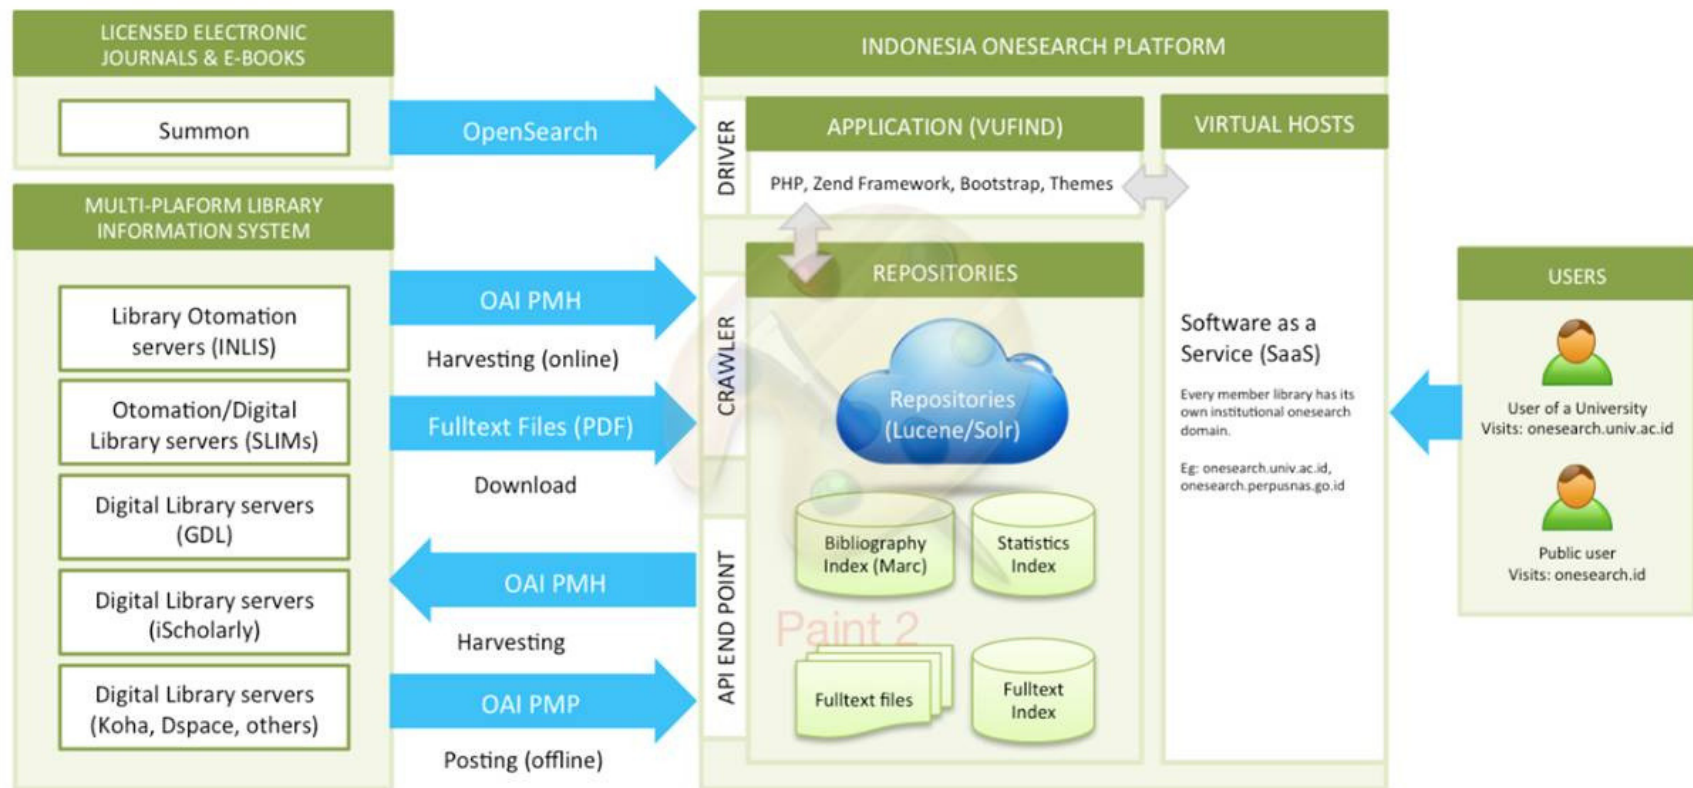 LICENSED ELECTRONIC
JOURNALS & E-BOOKS
Summon
MULTI-PLAFORM LIBRARY
INFORMATION SYSTEM
Library Otomation
servers (INLIS)
Otomation/Digital
Library servers (SLIMs)
Digital Library servers
(GDL)
Digital Library servers
(iScholarly)
Digital Library servers
(Koha, Dspace, others)
OpenSearch
OAI PMH
Harvesting (online)
Fulltext Files (PDF)
Download
OAI PMH
Harvesting
OAI PMP
Posting (offline)
INDONESIA ONESEARCH PLATFORM
DRIVER
CRAWLER
API END POINT
APPLICATION (VUFIND)
PHP, Zend Framework, Bootstrap, Themes
REPOSITORIES
Repositories
(Lucene/Solr)
Bibliography
Index (Marc)
Statistics
Index
Paint 2
Fulltext files
Fulltext
Index
VIRTUAL HOSTS
Software as a
Service (SaaS)
Every member library has its
own institutional onesearch
domain.
Eg: onesearch.univ.ac.id,
onesearch.perpusnas.go.id
USERS
User of a University
Visits: onesearch.univ.ac.id
Public user
Visits: onesearch.id